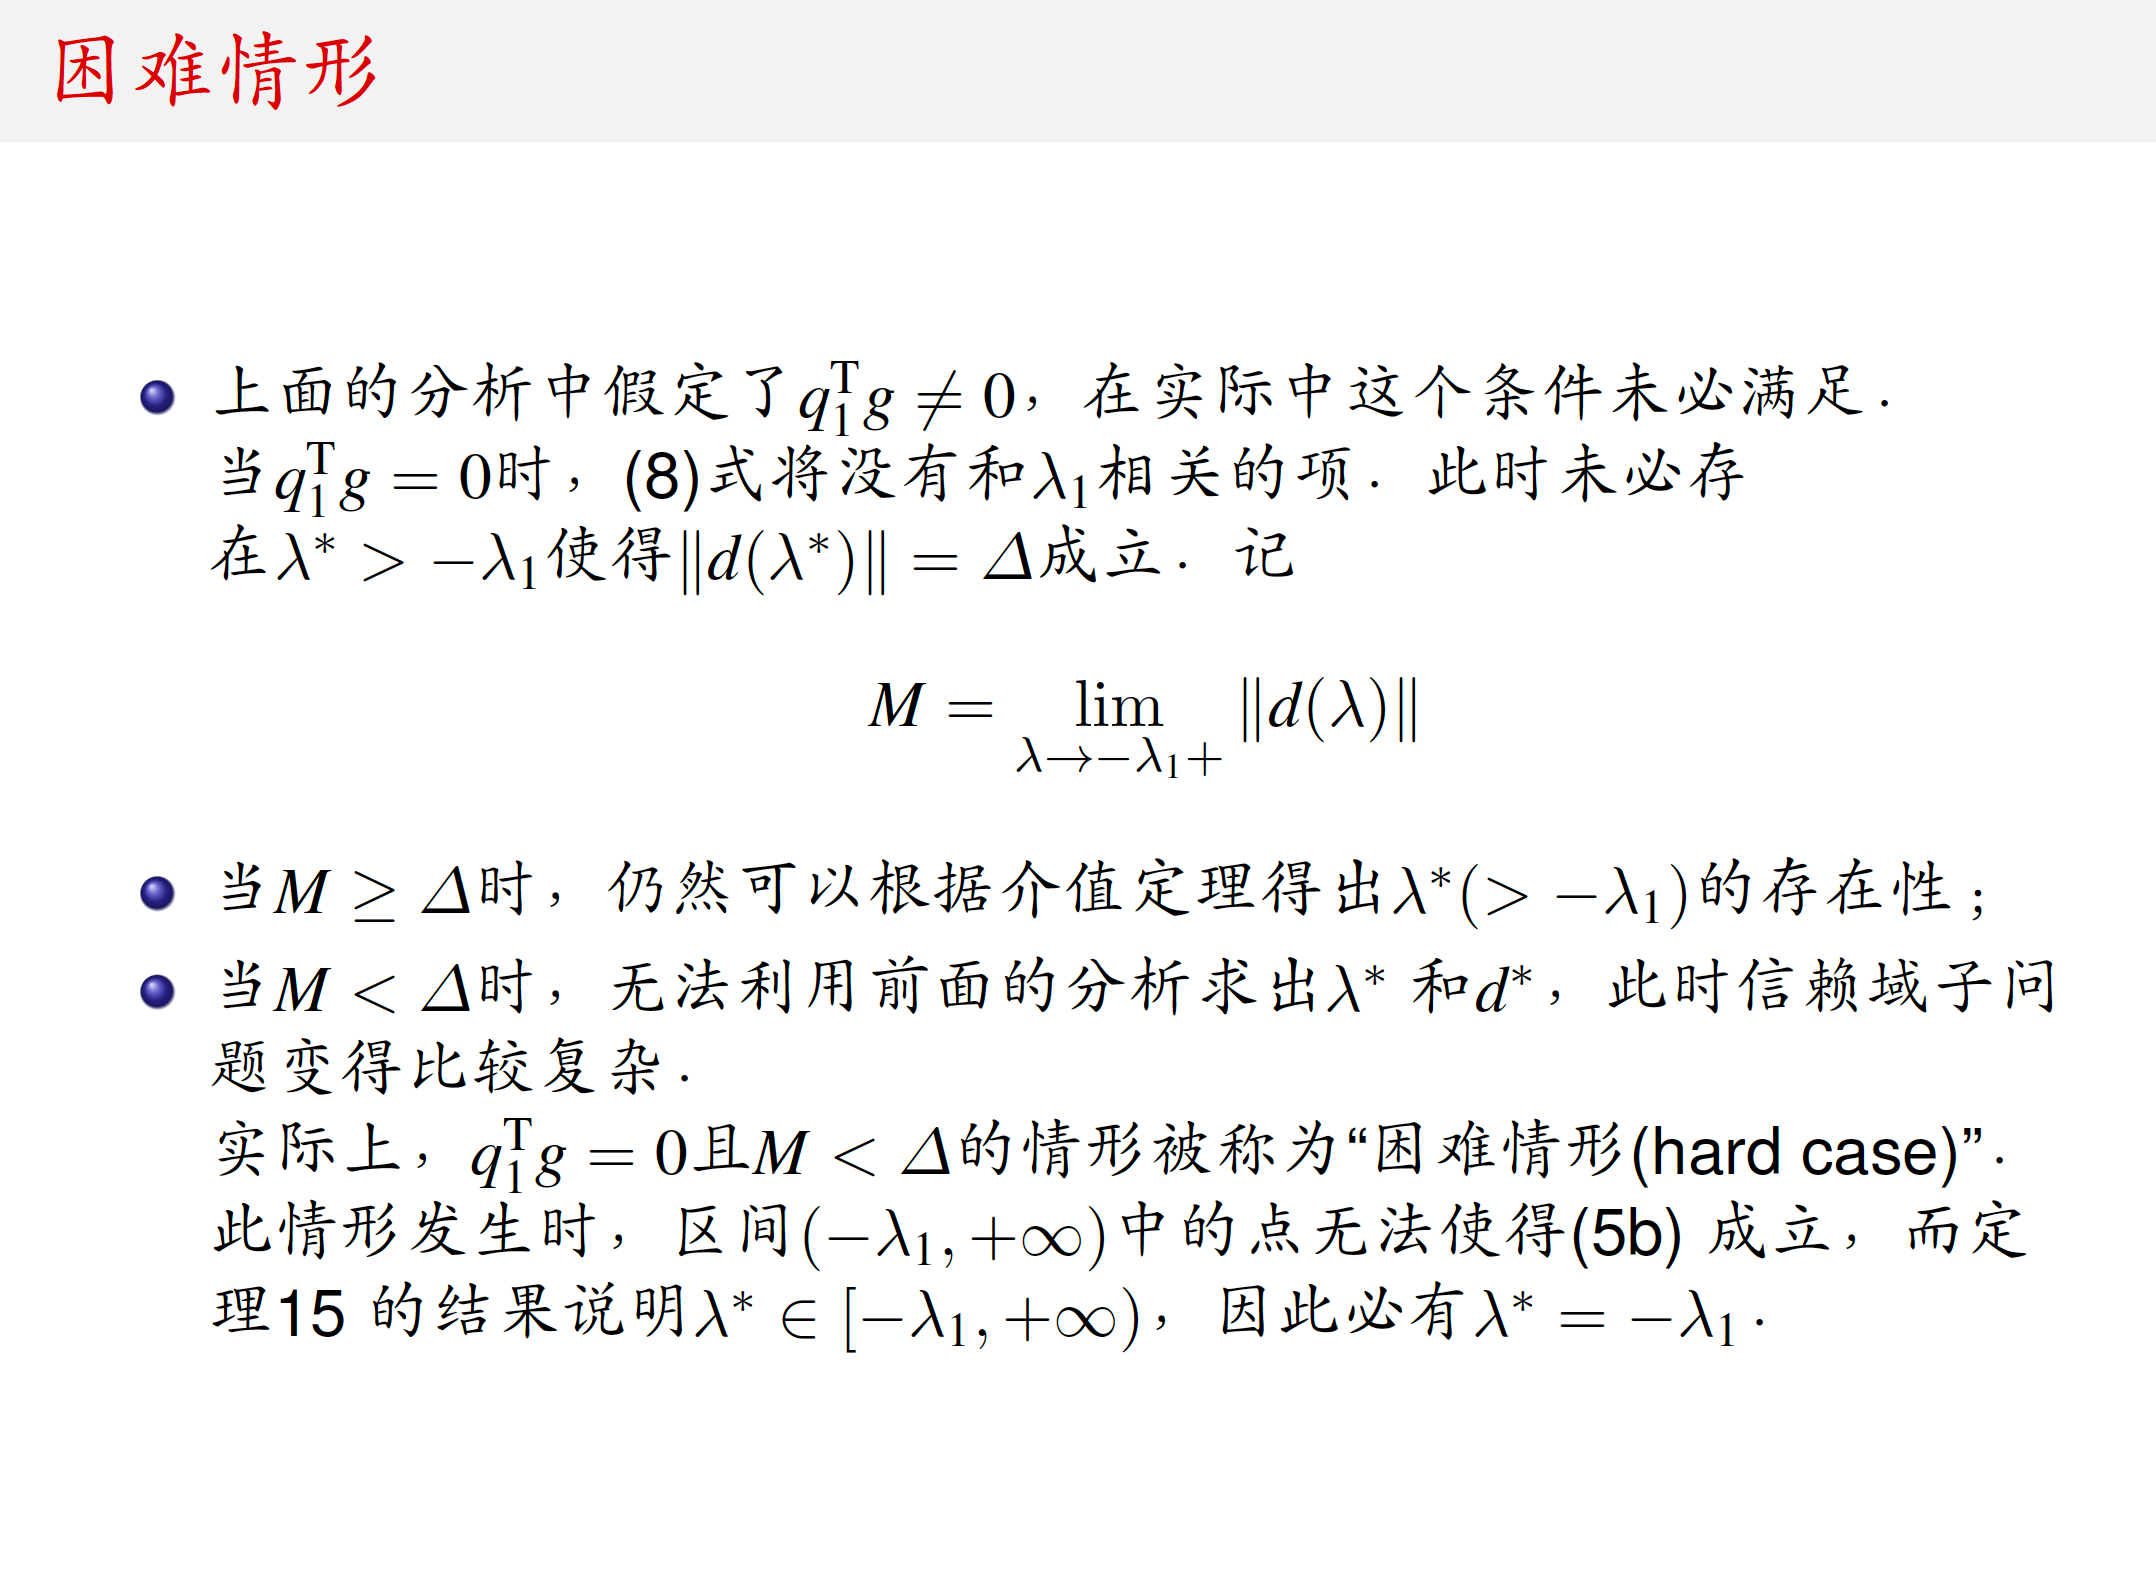 困难情形
上面的分析中假定了$q_1^{\mathrm{T}}g \neq 0$，在实际中这个条件未必满足．
当$q_1^{\mathrm{T}}g = 0$时，(8)式将没有和$\lambda_1$相关的项．此时未必存
在$\lambda^* > -\lambda_1$使得$\|d(\lambda^*)\| = \Delta$成立．记
$M = \lim_{\lambda \to -\lambda_1+} \|d(\lambda)\|$
当$M \geq \Delta$时，仍然可以根据介值定理得出$\lambda^*(> -\lambda_1)$的存在性；
当$M < \Delta$时，无法利用前面的分析求出$\lambda^*$ 和$d^*$，此时信赖域子问
题变得比较复杂．
实际上，$q_1^{\mathrm{T}}g = 0$且$M < \Delta$的情形被称为“困难情形(hard case)”．
此情形发生时，区间$(-\lambda_1, +\infty)$中的点无法使得(5b) 成立，而定
理15 的结果说明$\lambda^* \in [-\lambda_1, +\infty)$，因此必有$\lambda^* = -\lambda_1$．